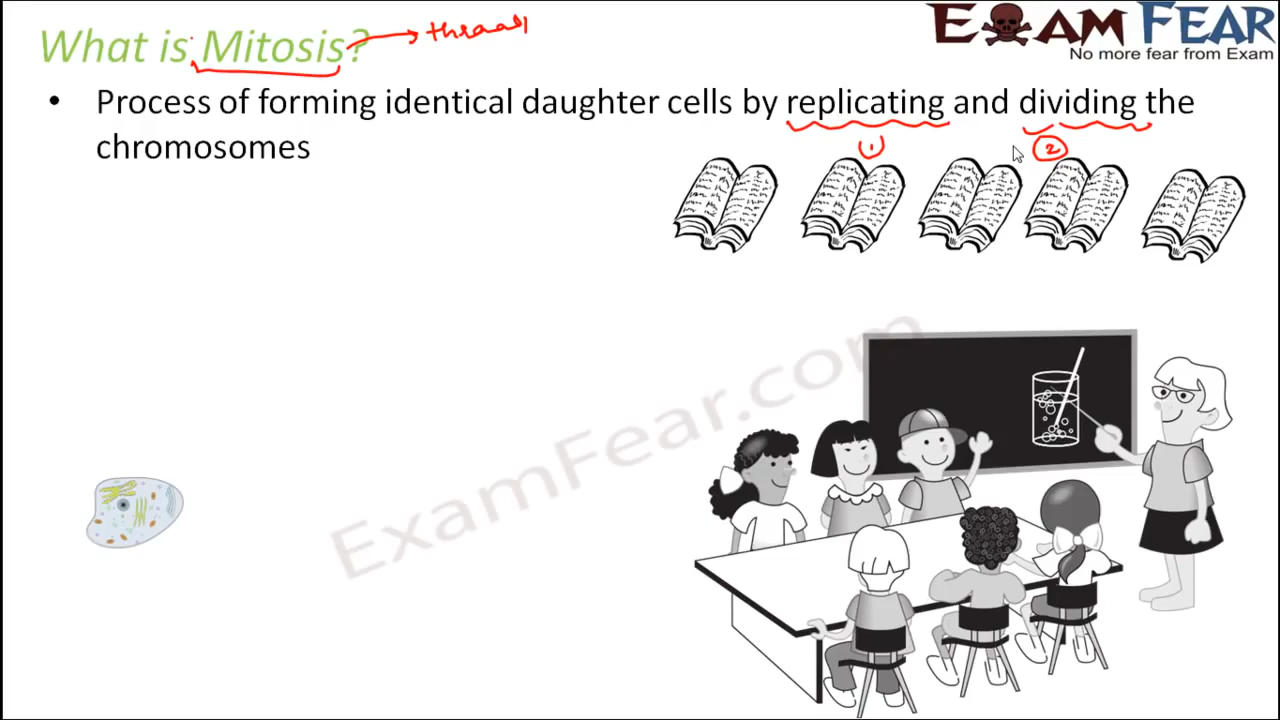 What is Mitosis?
thread
EXAM FEAR
No more fear from Exam
• Process of forming identical daughter cells by replicating and dividing the
chromosomes
1
2
ExamFear.com